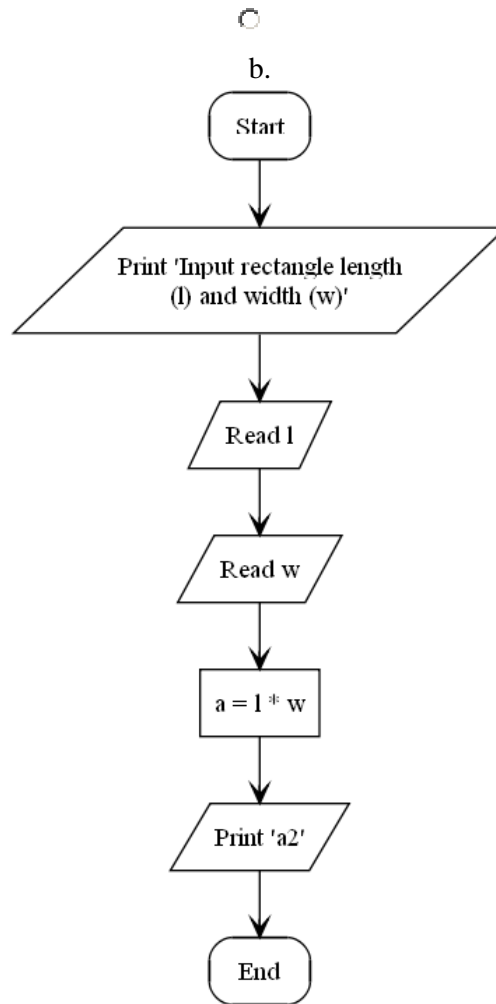 b.
Start
Print 'Input rectangle length
(l) and width (w)'
Read l
Read w
a = l * w
Print 'a2'
End